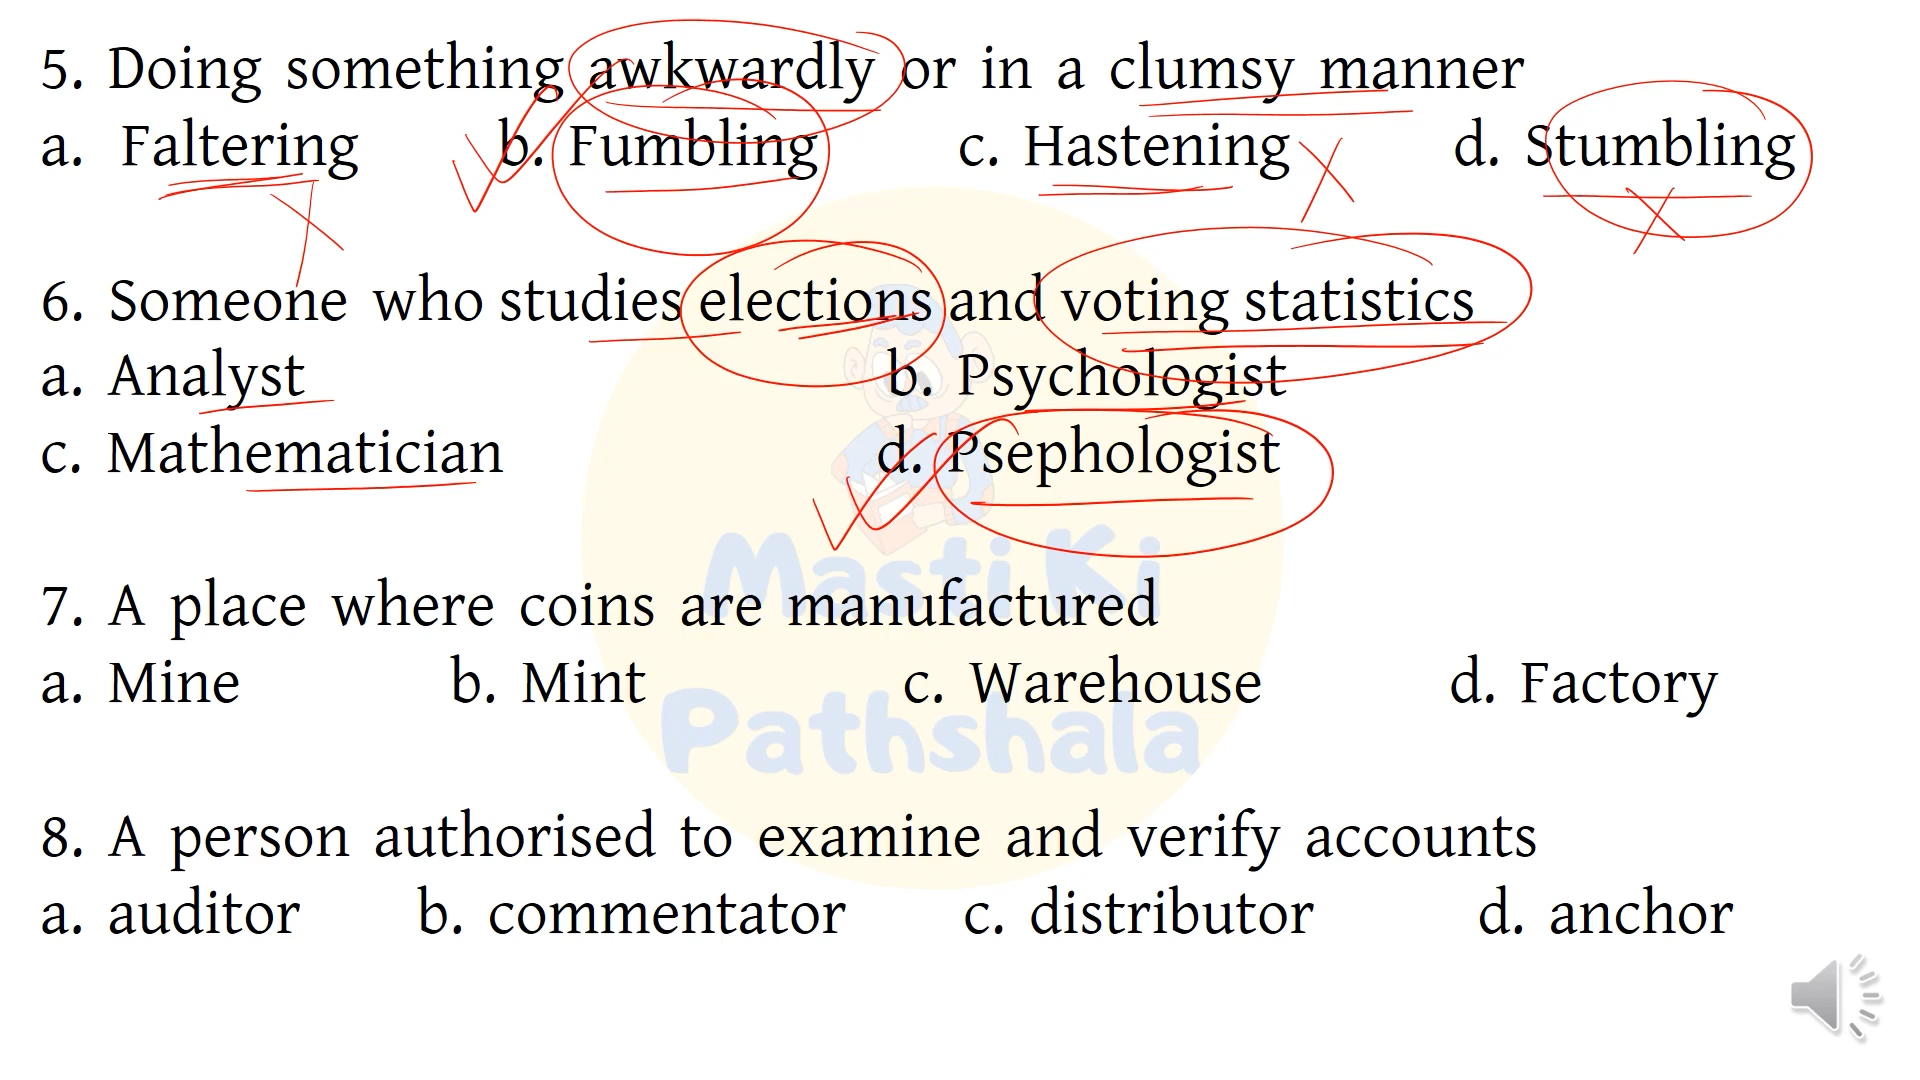 5. Doing something awkwardly or in a clumsy manner
a. Faltering b. Fumbling c. Hastening d. Stumbling
6. Someone who studies elections and voting statistics
a. Analyst b. Psychologist
c. Mathematician d. Psephologist
7. A place where coins are manufactured
a. Mine b. Mint c. Warehouse d. Factory
8. A person authorised to examine and verify accounts
a. auditor b. commentator c. distributor d. anchor
Masti Ki
Pathshala